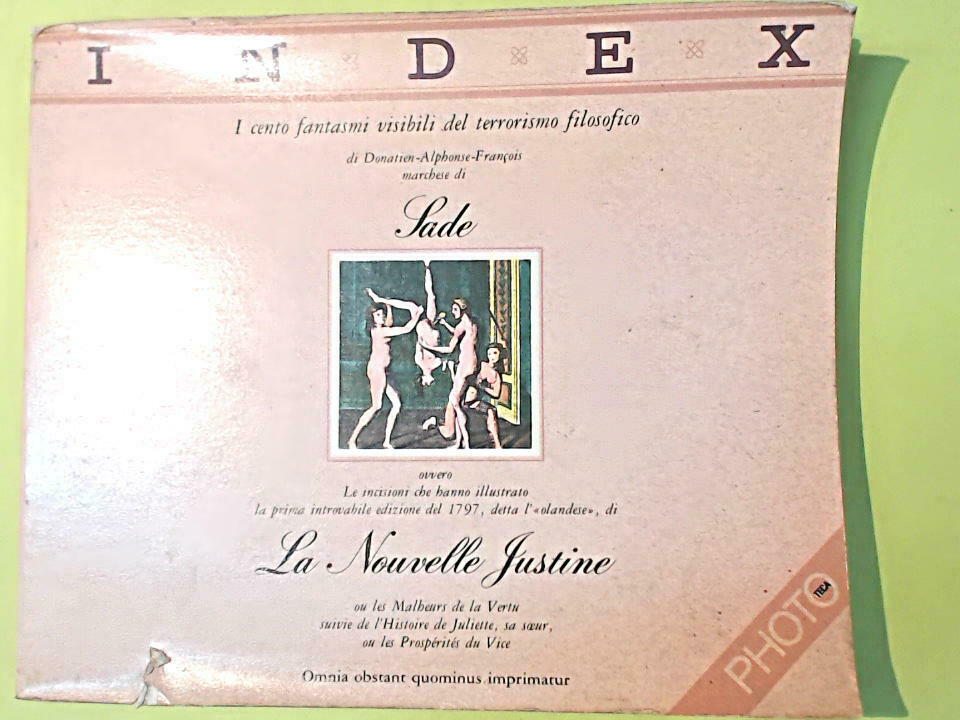 INDEX
I cento fantasmi visibili del terrorismo filosofico
di Donatien-Alphonse-François
marchese di
Sade
ovvero
Le incisioni che hanno illustrato
la prima introvabile edizione del 1797, detta l'«olandese», di
La Nouvelle Justine
ou les Malheurs de la Vertu
suivie de l'Histoire de Juliette, sa sœur,
ou les Prospérités du Vice
Omnia obstant quominus imprimatur
PHOTO
TECA